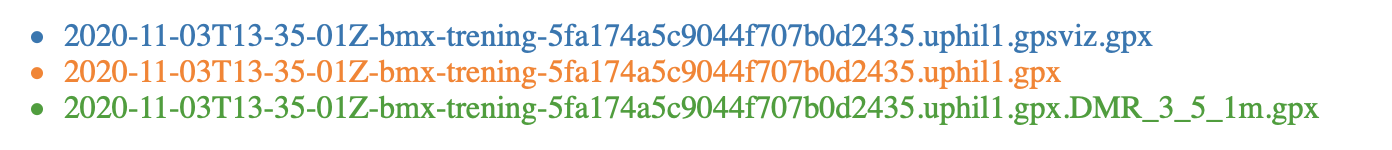 2020-11-03T13-35-01Z-bmx-trening-5fa174a5c9044f707b0d2435.uphil1.gpsviz.gpx
2020-11-03T13-35-01Z-bmx-trening-5fa174a5c9044f707b0d2435.uphil1.gpx
2020-11-03T13-35-01Z-bmx-trening-5fa174a5c9044f707b0d2435.uphil1.gpx.DMR_3_5_1m.gpx